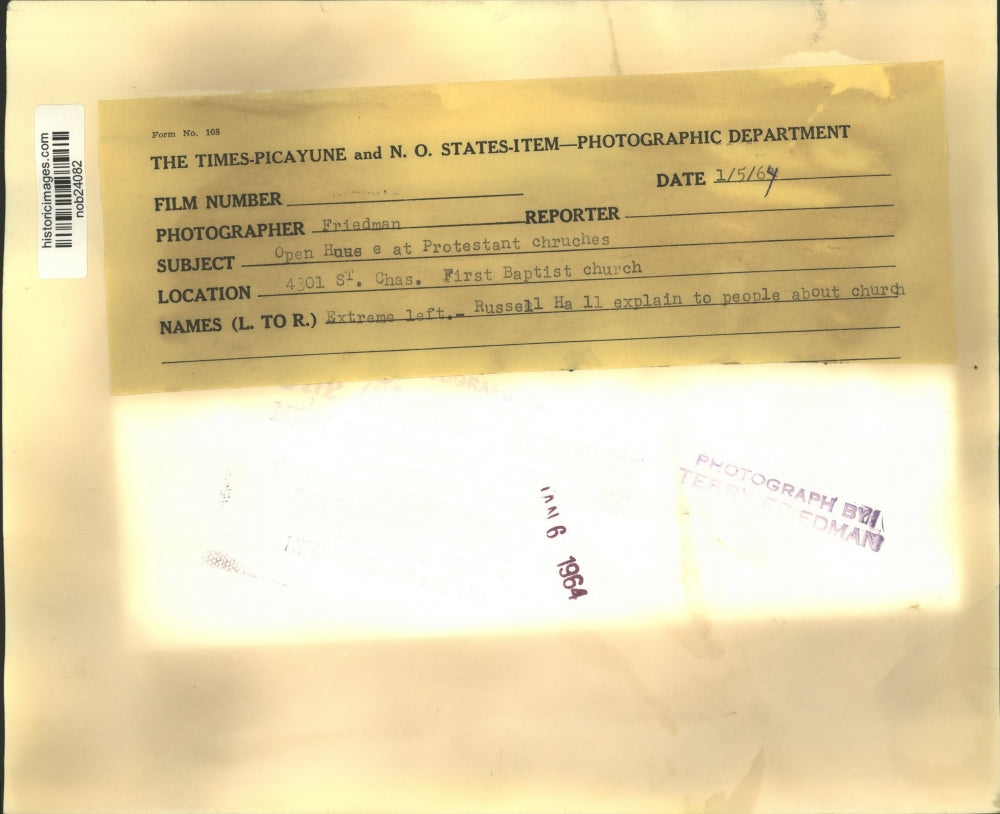 historicimages.com
nob24082
Form No. 108
THE TIMES-PICAYUNE and N. O. STATES-ITEM—PHOTOGRAPHIC DEPARTMENT
DATE 1/5/64
FILM NUMBER
PHOTOGRAPHER Friedman REPORTER
SUBJECT Open Hous e at Protestant chruches
LOCATION 4301 ST. Chas. First Baptist church
NAMES (L. TO R.) Extreme left.- Russell Ha ll explain to people about church
JAN 6 1964
PHOTOGRAPH BY
TERRY FRIEDMAN